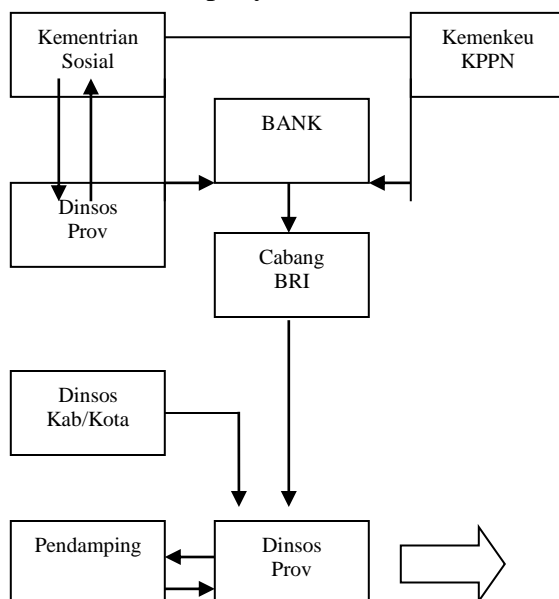 Kementrian
Sosial
Kemenkeu
KPPN
BANK
Dinsos
Prov
Cabang
BRI
Dinsos
Kab/Kota
Pendamping
Dinsos
Prov